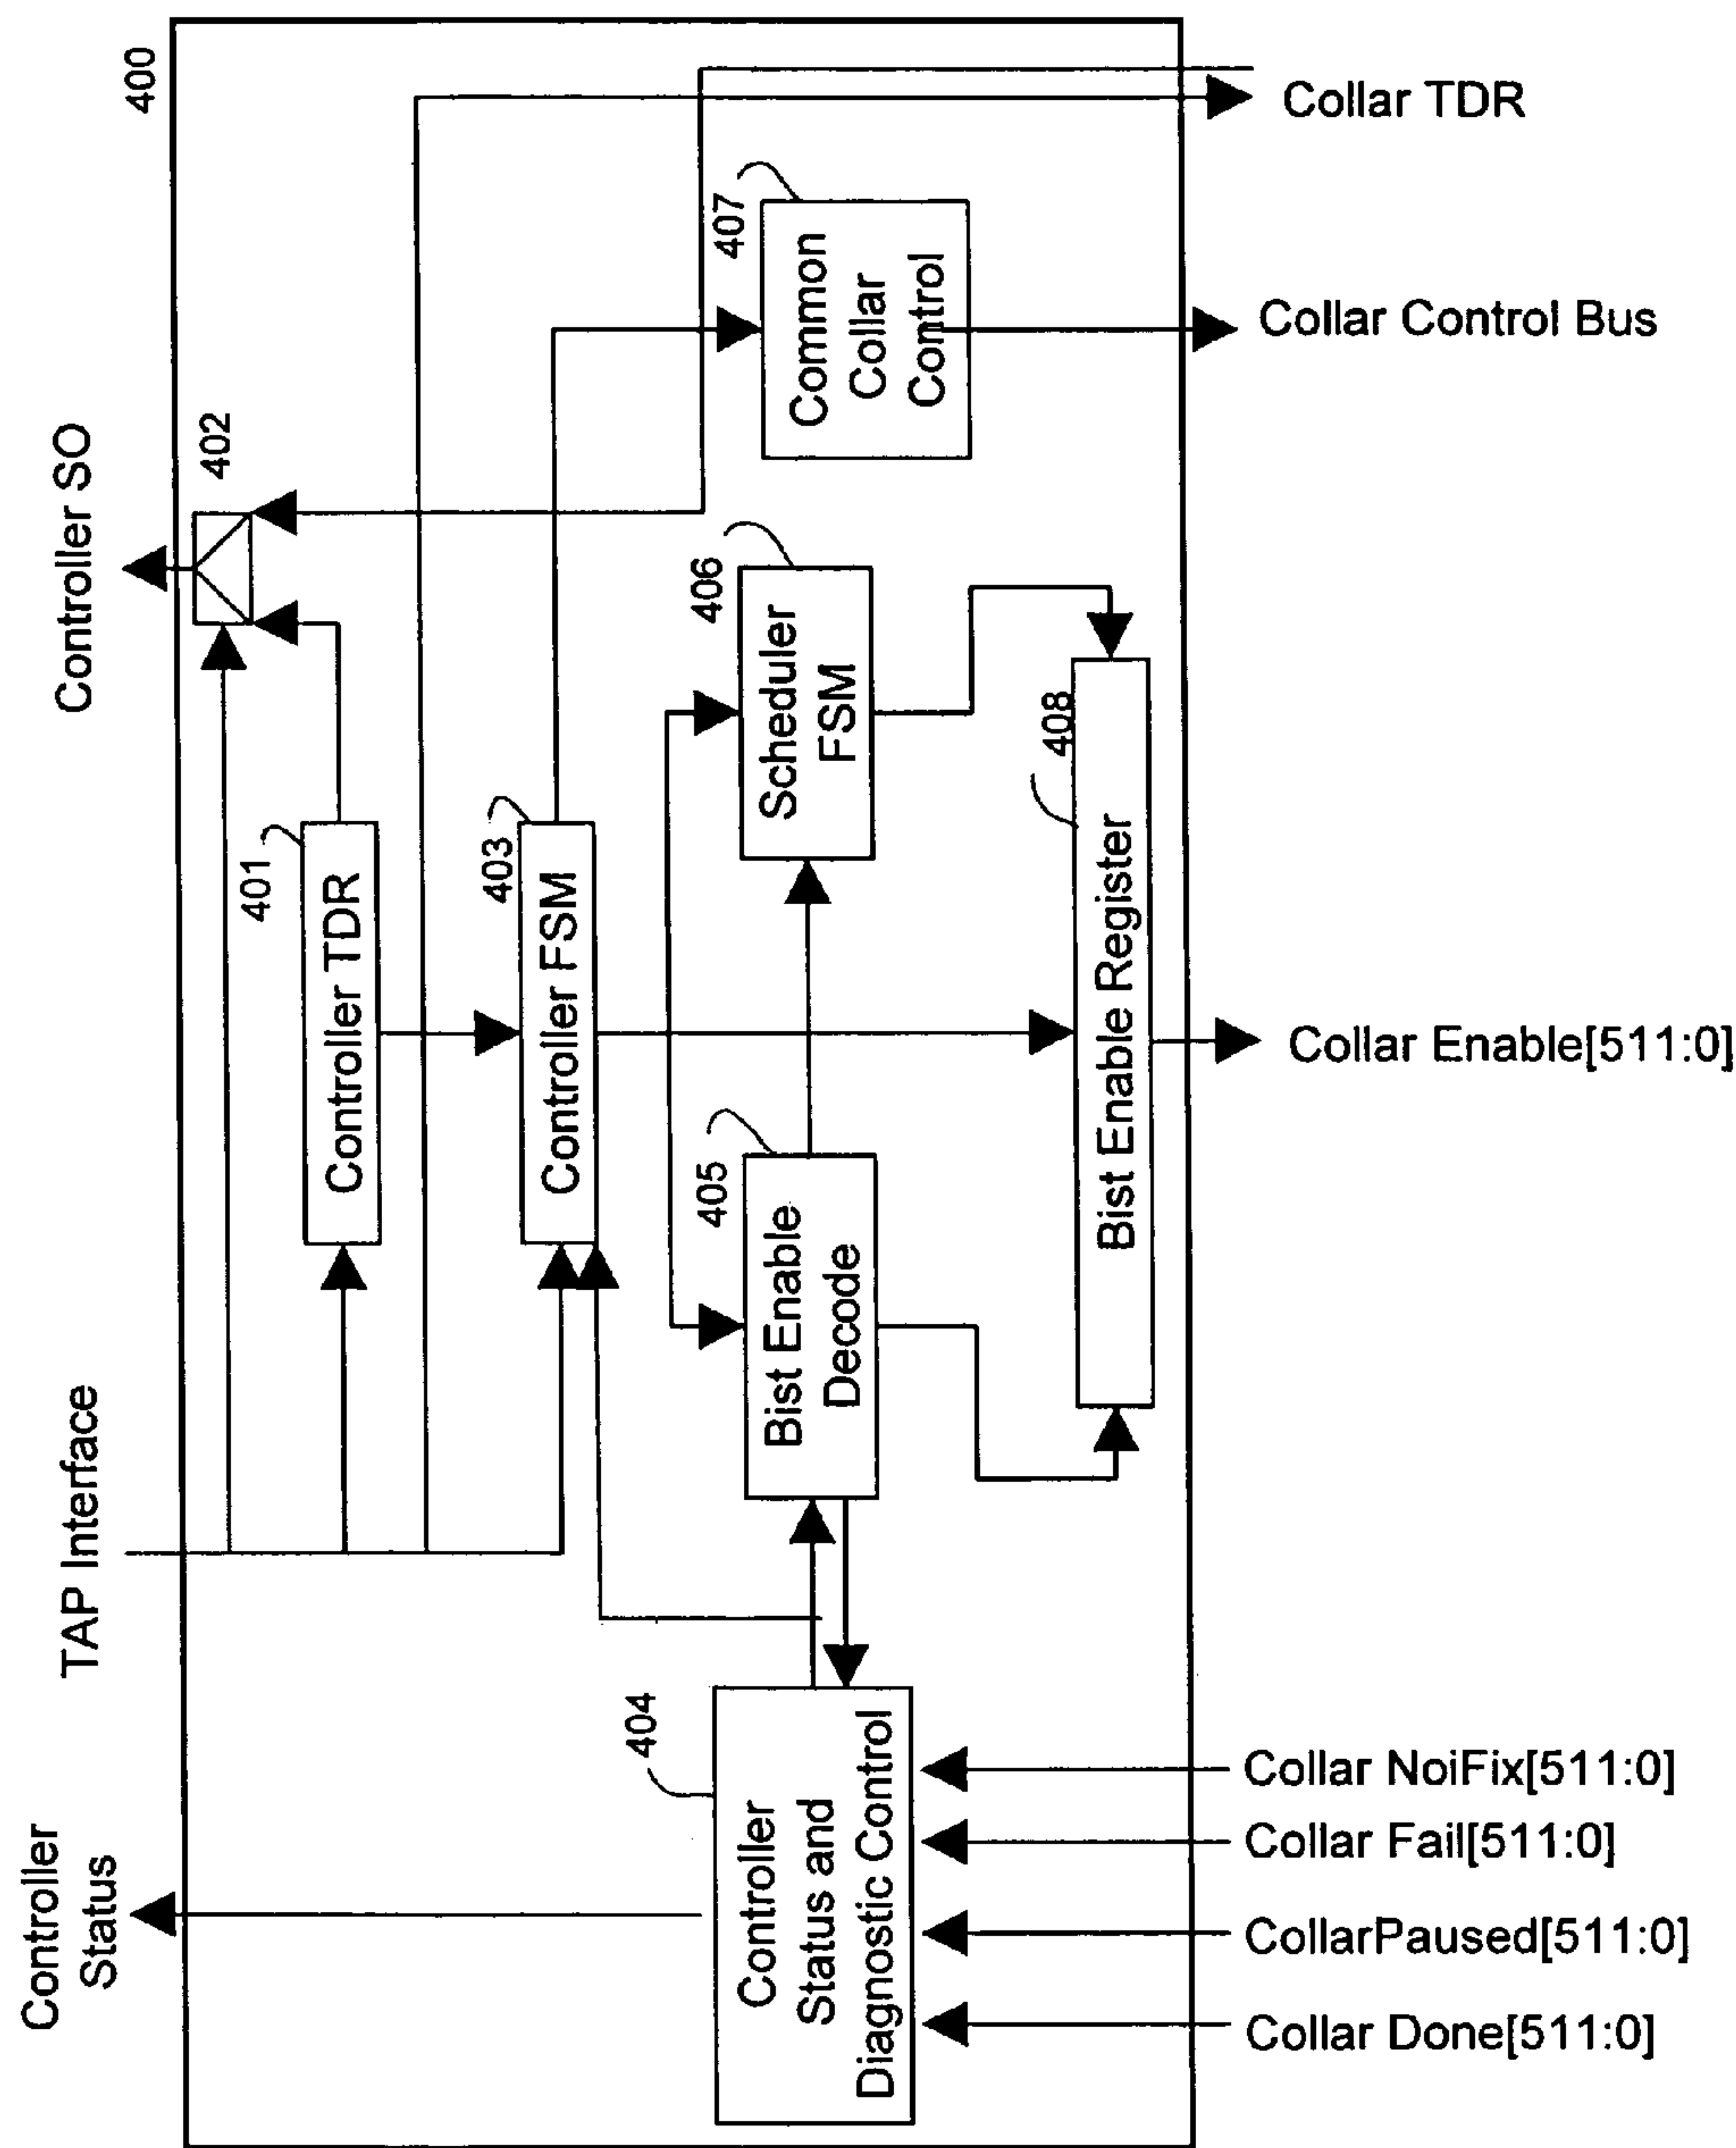 400
Controller SO
402
TAP Interface
Controller
Status
401
Controller TDR
403
Controller FSM
404
Controller
Status and
Diagnostic Control
405
Bist Enable
Decode
406
Scheduler
FSM
407
Common
Collar
Control
408
Bist Enable Register
Collar TDR
Collar Control Bus
Collar Enable[511:0]
Collar NoiFix[511:0]
Collar Fail[511:0]
CollarPaused[511:0]
Collar Done[511:0]